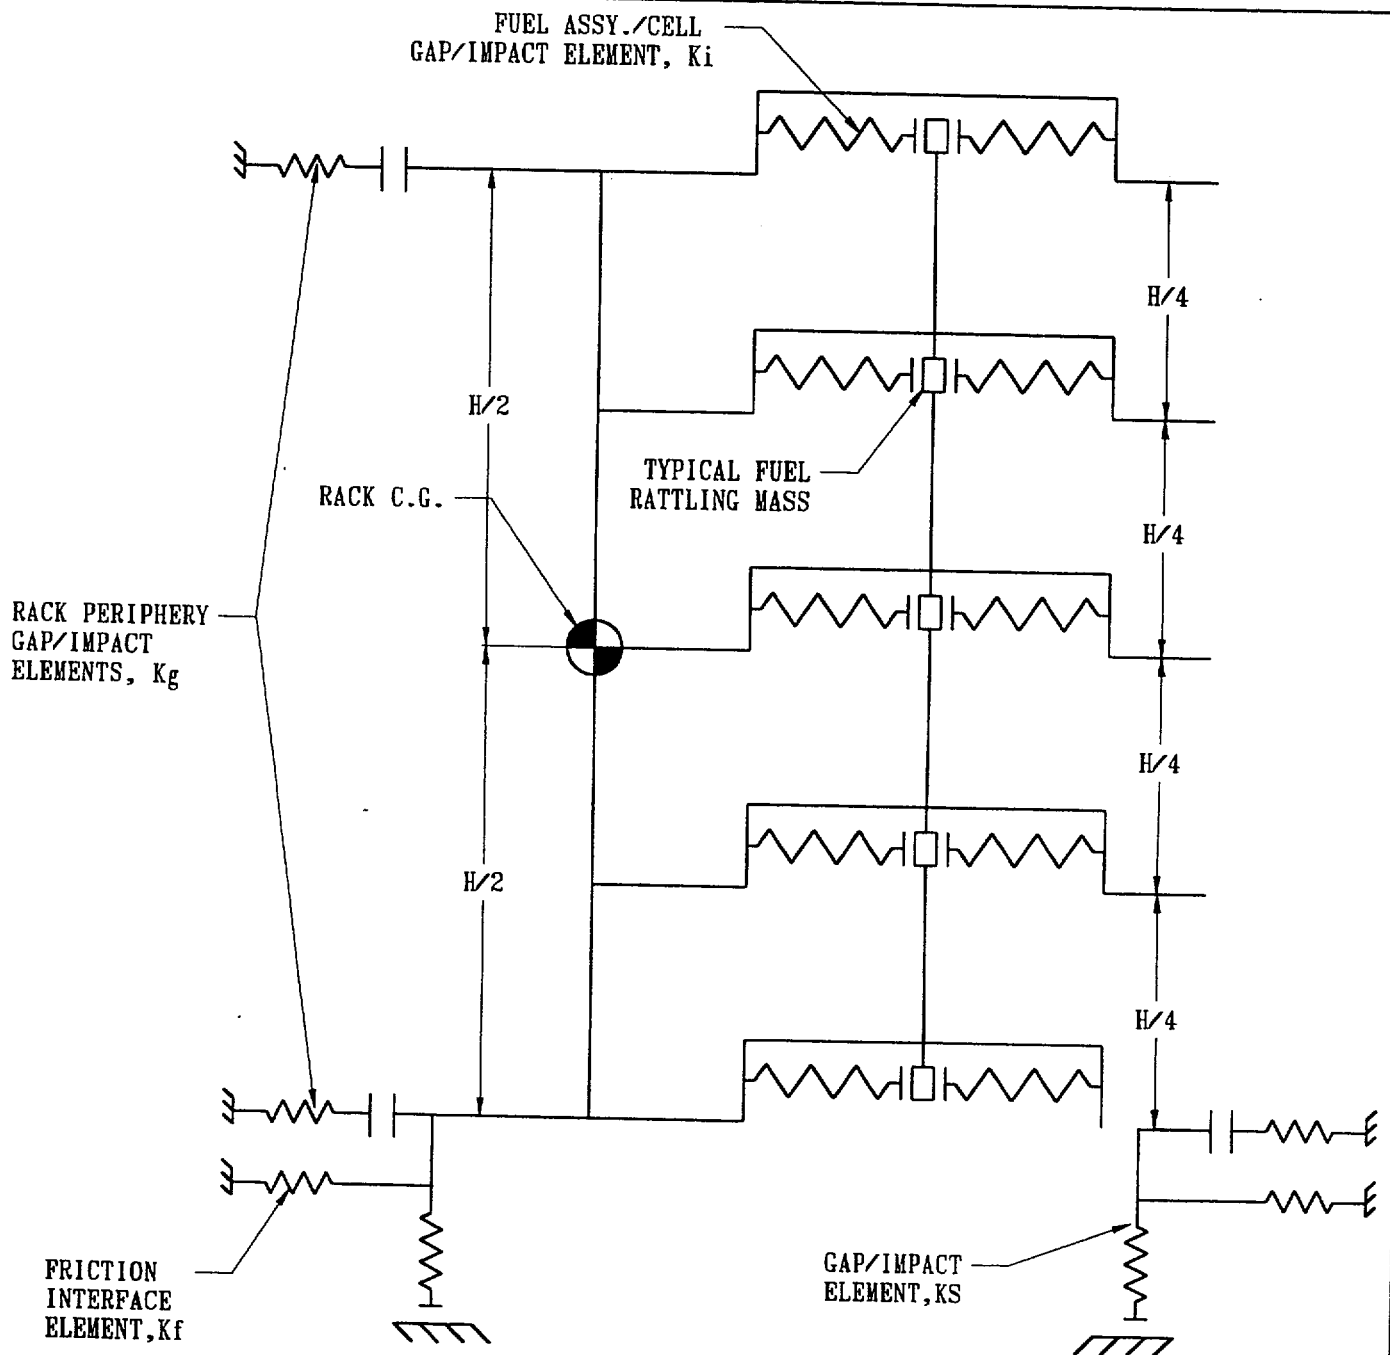 FUEL ASSY./CELL
GAP/IMPACT ELEMENT, Ki
H/4
H/2
TYPICAL FUEL
RATTLING MASS
RACK C.G.
H/4
RACK PERIPHERY
GAP/IMPACT
ELEMENTS, Kg
H/4
H/2
H/4
GAP/IMPACT
ELEMENT,KS
FRICTION
INTERFACE
ELEMENT,Kf